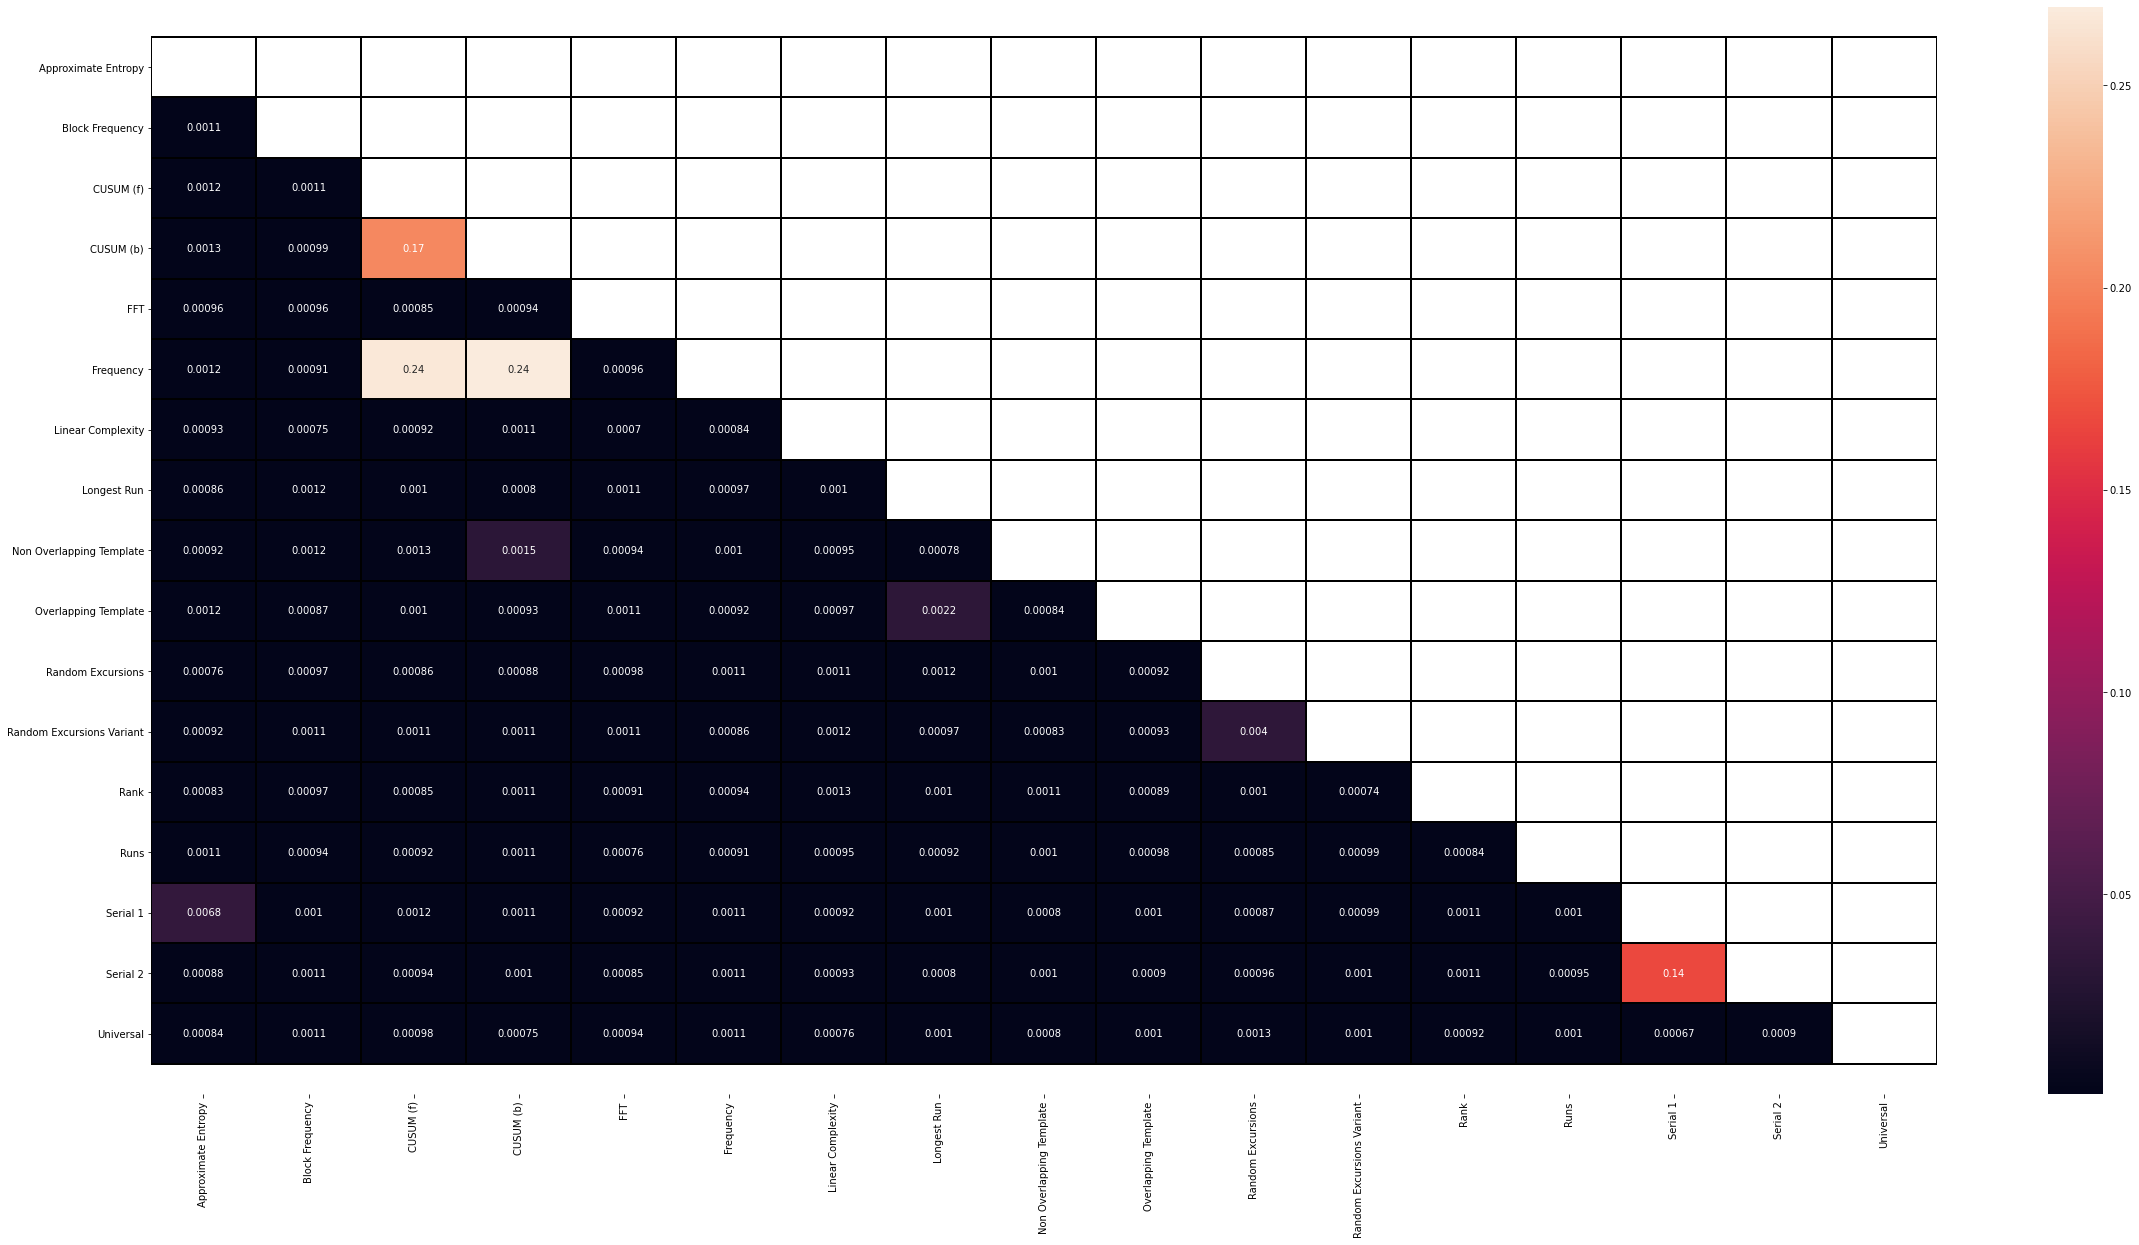 Approximate Entropy
Block Frequency 0.0011
CUSUM (f) 0.0012 0.0011
CUSUM (b) 0.0013 0.00099 0.17
FFT 0.00096 0.00096 0.00085 0.00094
Frequency 0.0012 0.00091 0.24 0.24 0.00096
Linear Complexity 0.00093 0.00075 0.00092 0.0011 0.0007 0.00084
Longest Run 0.00086 0.0012 0.001 0.0008 0.0011 0.00097 0.001
Non Overlapping Template 0.00092 0.0012 0.0013 0.0015 0.00094 0.001 0.00095 0.00078
Overlapping Template 0.0012 0.00087 0.001 0.00093 0.0011 0.00092 0.00097 0.0022 0.00084
Random Excursions 0.00076 0.00097 0.00086 0.00088 0.00098 0.0011 0.0011 0.0012 0.001 0.00092
Random Excursions Variant 0.00092 0.0011 0.0011 0.0011 0.0011 0.00086 0.0012 0.00097 0.00083 0.00093 0.004
Rank 0.00083 0.00097 0.00085 0.0011 0.00091 0.00094 0.0013 0.001 0.0011 0.00089 0.001 0.00074
Runs 0.0011 0.00094 0.00092 0.0011 0.00076 0.00091 0.00095 0.00092 0.001 0.00098 0.00085 0.00099 0.00084
Serial 1 0.0068 0.001 0.0012 0.0011 0.00092 0.0011 0.00092 0.001 0.0008 0.001 0.00087 0.00099 0.0011 0.001
Serial 2 0.00088 0.0011 0.00094 0.001 0.00085 0.0011 0.00093 0.0008 0.001 0.0009 0.00096 0.001 0.0011 0.00095 0.14
Universal 0.00084 0.0011 0.00098 0.00075 0.00094 0.0011 0.00076 0.001 0.0008 0.001 0.0013 0.001 0.00092 0.001 0.00067 0.0009
Approximate Entropy
Block Frequency
CUSUM (f)
CUSUM (b)
FFT
Frequency
Linear Complexity
Longest Run
Non Overlapping Template
Overlapping Template
Random Excursions
Random Excursions Variant
Rank
Runs
Serial 1
Serial 2
Universal
0.25
0.20
0.15
0.10
0.05